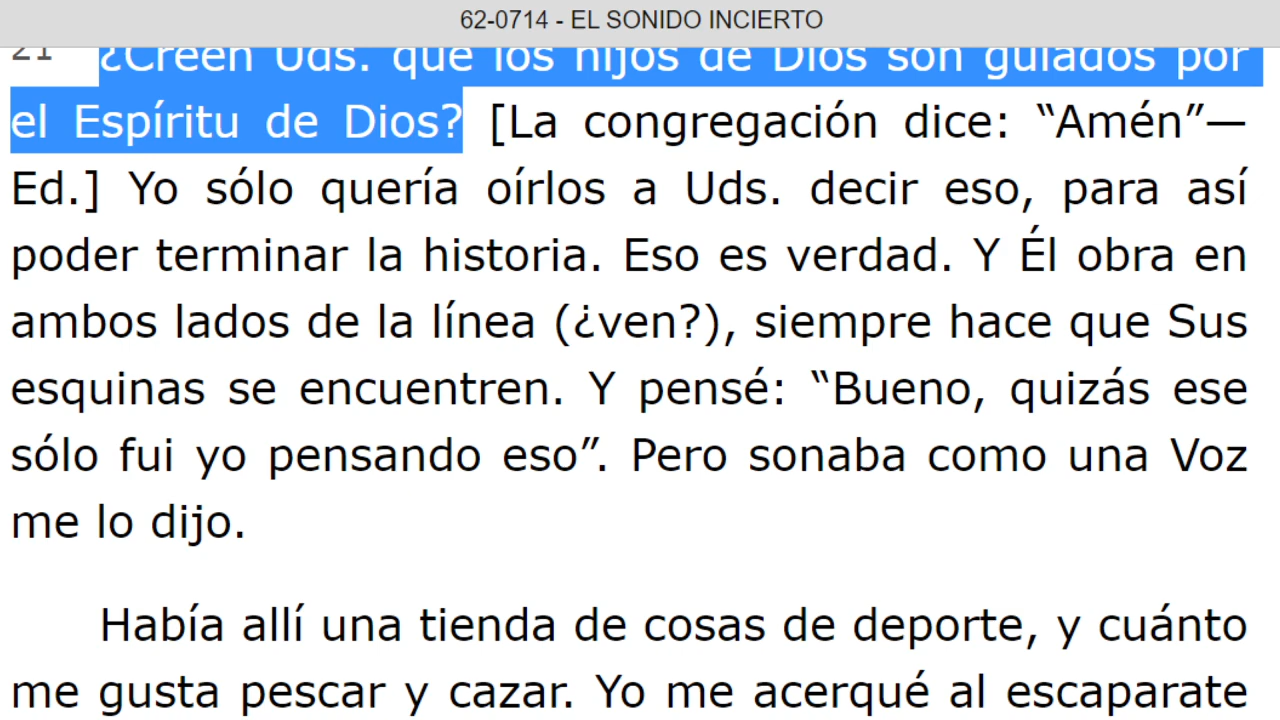 62-0714 - EL SONIDO INCIERTO
21 ¿Creen Uds. que los hijos de Dios son guiados por
el Espíritu de Dios? [La congregación dice: “Amén”—
Ed.] Yo sólo quería oírlos a Uds. decir eso, para así
poder terminar la historia. Eso es verdad. Y Él obra en
ambos lados de la línea (¿ven?), siempre hace que Sus
esquinas se encuentren. Y pensé: “Bueno, quizás ese
sólo fui yo pensando eso”. Pero sonaba como una Voz
me lo dijo.
Había allí una tienda de cosas de deporte, y cuánto
me gusta pescar y cazar. Yo me acerqué al escaparate